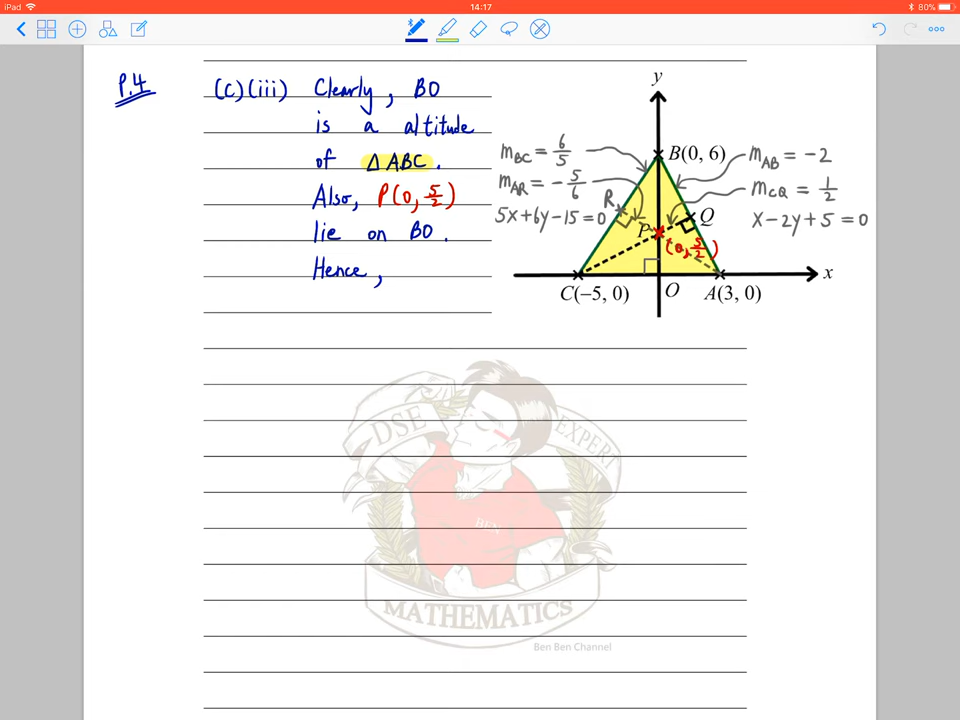 iPad
14:17
80%
P.4
(c)(iii) Clearly, BO
is a altitude
of △ABC.
Also, P(0, 5/2)
lie on BO.
Hence,
y
B(0, 6)
m_BC = 6/5
m_AR = -5/6
5x+6y-15=0
m_AB = -2
m_CQ = 1/2
x-2y+5=0
R
Q
P
(0, 5/2)
x
C(−5, 0)
O
A(3, 0)
DSE
EXPERT
BEN
MATHEMATICS
Ben Ben Channel